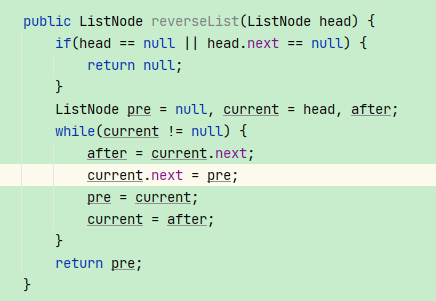 public ListNode reverseList(ListNode head) {
    if(head == null || head.next == null) {
        return null;
    }
    ListNode pre = null, current = head, after;
    while(current != null) {
        after = current.next;
        current.next = pre;
        pre = current;
        current = after;
    }
    return pre;
}